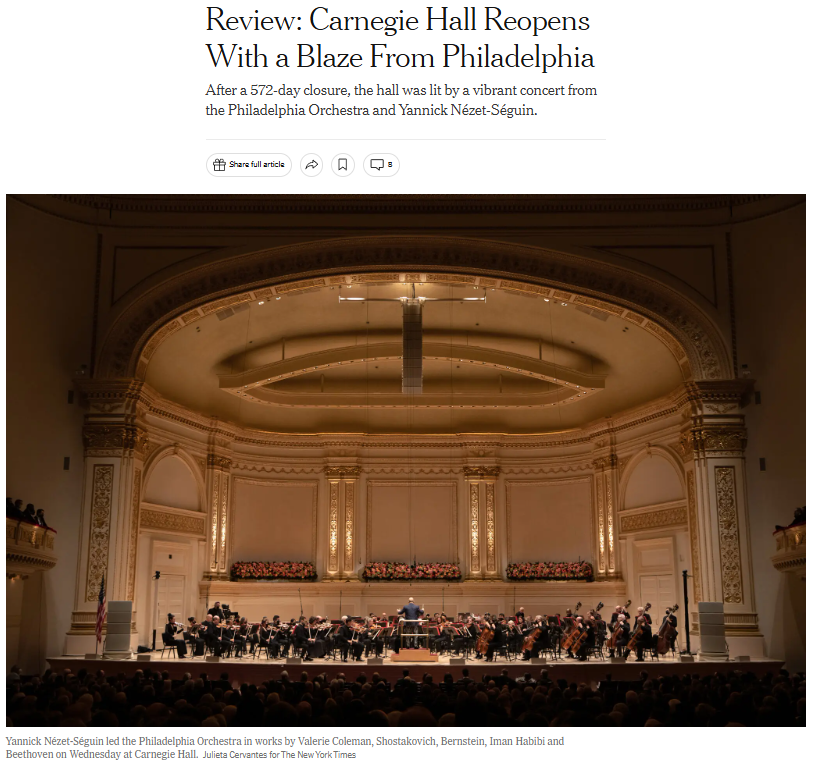 Review: Carnegie Hall Reopens
With a Blaze From Philadelphia
After a 572-day closure, the hall was lit by a vibrant concert from
the Philadelphia Orchestra and Yannick Nézet-Séguin.
Share full article
8
Yannick Nézet-Séguin led the Philadelphia Orchestra in works by Valerie Coleman, Shostakovich, Bernstein, Iman Habibi and
Beethoven on Wednesday at Carnegie Hall. Julieta Cervantes for The New York Times